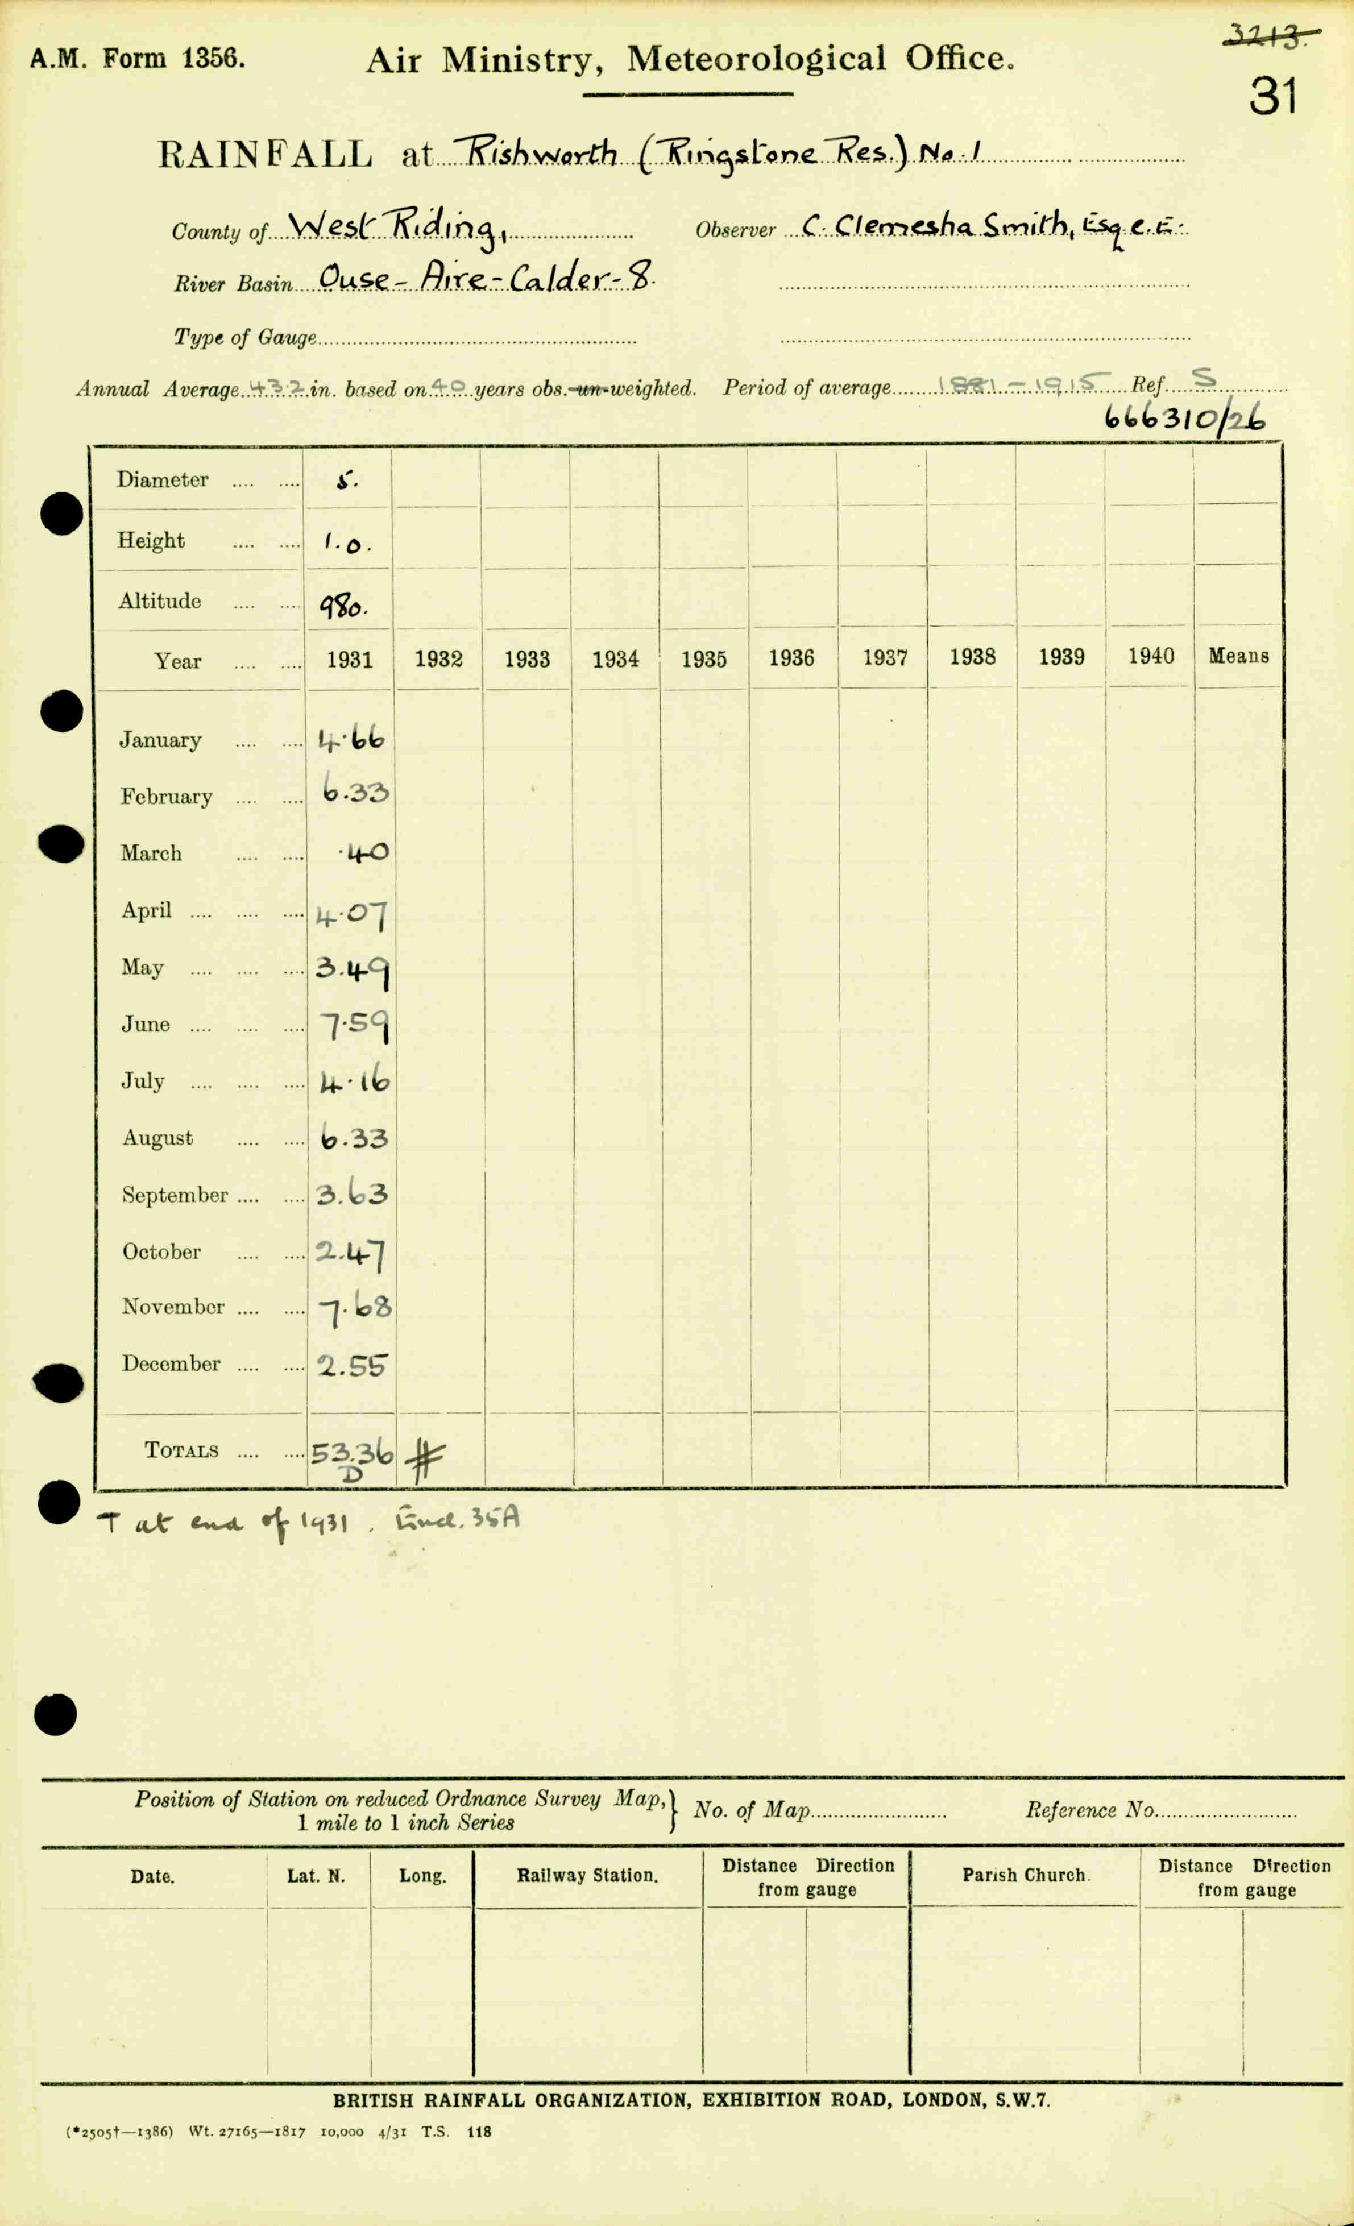 3213.
A.M. Form 1356. Air Ministry, Meteorological Office.
31
RAINFALL at Rishworth (Ringstone Res.) No.1
County of West Riding, Observer C. Clemesha Smith, Esq C.E.
River Basin Ouse - Aire - Calder - 8.
Type of Gauge
Annual Average 43.2 in. based on 40 years obs. un-weighted. Period of average 1881 - 1915 Ref. S
666310/26
Diameter .... .... 5.
Height .... .... 1.0.
Altitude .... .... 980.
Year .... .... 1931 1932 1933 1934 1935 1936 1937 1938 1939 1940 Means
January .... .... 4.66
February .... .... 6.33
March .... .... .40
April .... .... .... 4.07
May .... .... .... 3.49
June .... .... .... 7.59
July .... .... .... 4.16
August .... .... 6.33
September .... .... 3.63
October .... .... 2.47
November .... .... 7.68
December .... .... 2.55
TOTALS .... .... 53.36 #
D
T at end of 1931. Encl. 35A
Position of Station on reduced Ordnance Survey Map, } No. of Map Reference No.
1 mile to 1 inch Series
Date. Lat. N. Long. Railway Station. Distance Direction from gauge Parish Church. Distance Direction from gauge
BRITISH RAINFALL ORGANIZATION, EXHIBITION ROAD, LONDON, S.W.7.
(*2505†—1386) Wt. 27165—1817 10,000 4/31 T.S. 118